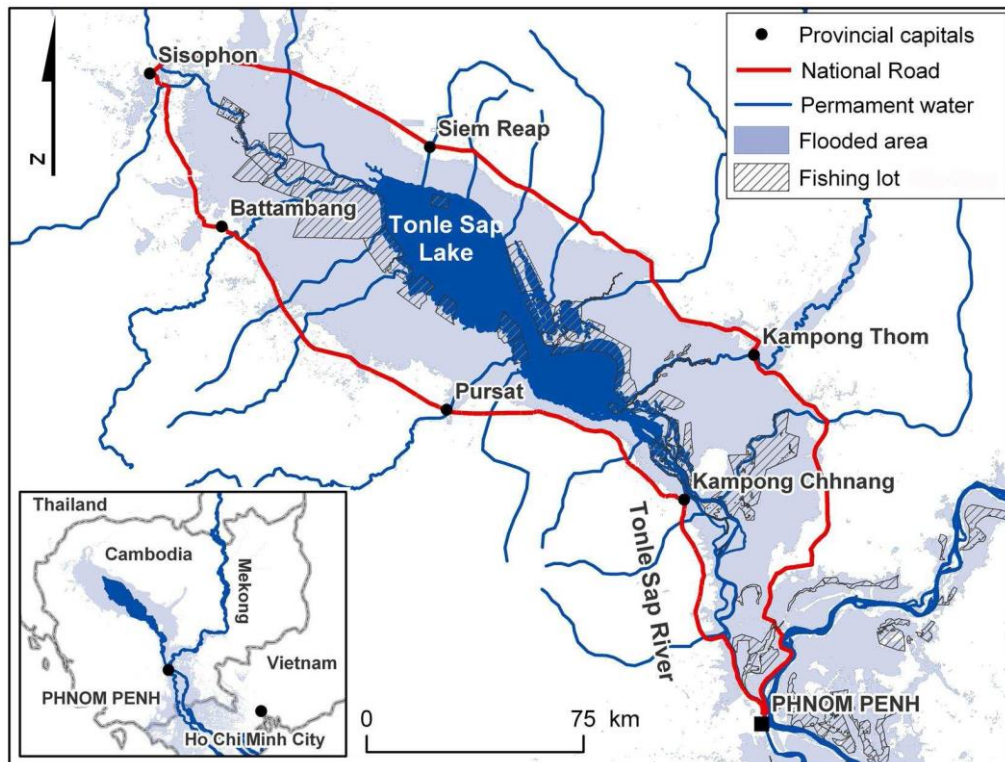 Sisophon
Siem Reap
Battambang
Tonle Sap
Lake
Kampong Thom
Pursat
Kampong Chhnang
Tonle Sap River
PHNOM PENH
N
Provincial capitals
National Road
Permament water
Flooded area
Fishing lot
Thailand
Cambodia
Mekong
Vietnam
PHNOM PENH
Ho Chi Minh City
0 75 km